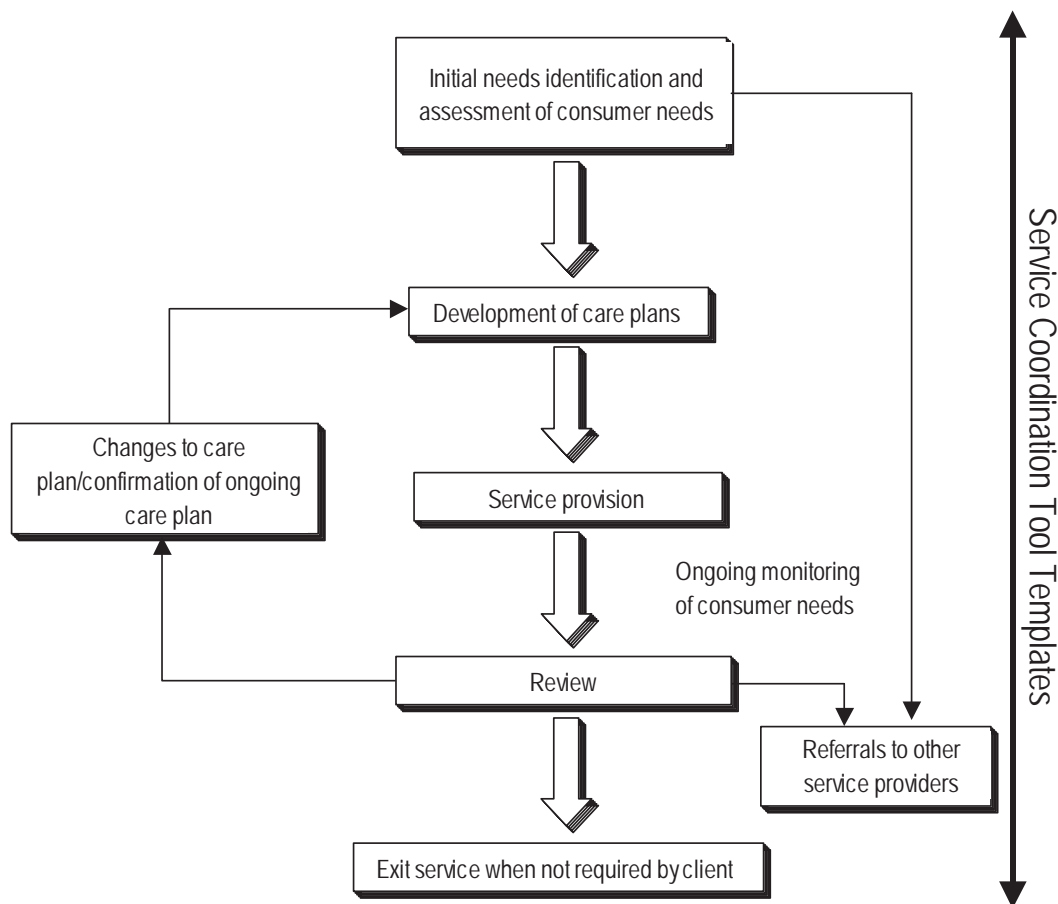 Initial needs identification and
assessment of consumer needs
Development of care plans
Changes to care
plan/confirmation of ongoing
care plan
Service provision
Ongoing monitoring
of consumer needs
Review
Referrals to other
service providers
Exit service when not required by client
Service Coordination Tool Templates